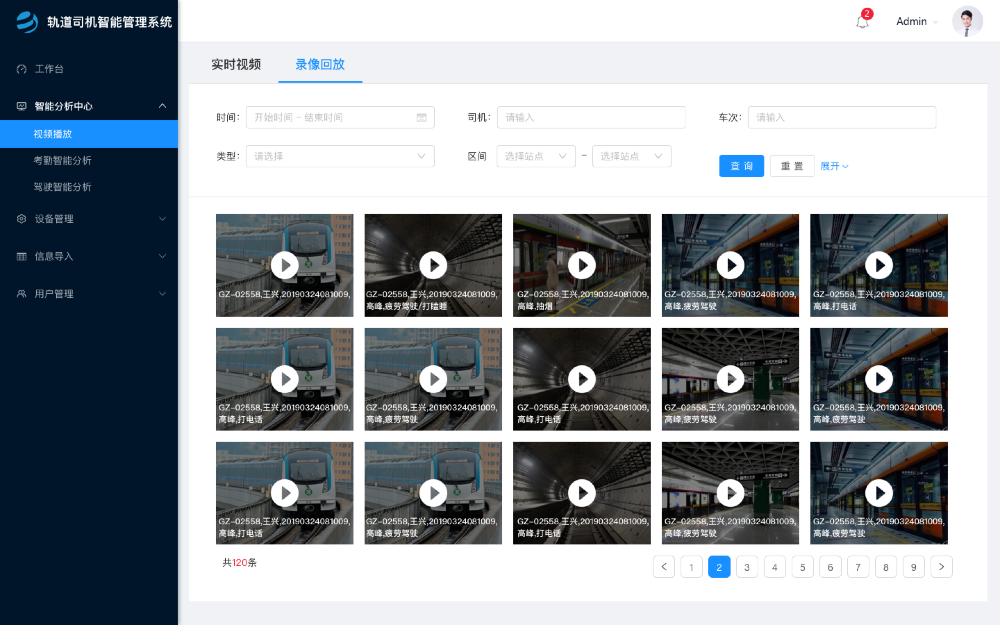 轨道司机智能管理系统
2
Admin
工作台
智能分析中心
视频播放
考勤智能分析
驾驶智能分析
设备管理
信息导入
用户管理
实时视频 录像回放
时间： 开始时间 ~ 结束时间 司机： 请输入 车次： 请输入
类型： 请选择 区间 选择站点 – 选择站点
查 询 重 置 展开
GZ-02558,王兴,20190324081009,
GZ-02558,王兴,20190324081009,
高峰,疲劳驾驶/打瞌睡
GZ-02558,王兴,20190324081009,
高峰,抽烟
GZ-02558,王兴,20190324081009,
高峰,疲劳驾驶
GZ-02558,王兴,20190324081009,
高峰,打电话
GZ-02558,王兴,20190324081009,
高峰,打电话
GZ-02558,王兴,20190324081009,
高峰,疲劳驾驶
GZ-02558,王兴,20190324081009,
高峰,打电话
GZ-02558,王兴,20190324081009,
高峰,疲劳驾驶
GZ-02558,王兴,20190324081009,
高峰,疲劳驾驶
GZ-02558,王兴,20190324081009,
高峰,打电话
GZ-02558,王兴,20190324081009,
高峰,疲劳驾驶
GZ-02558,王兴,20190324081009,
高峰,打电话
GZ-02558,王兴,20190324081009,
高峰,疲劳驾驶
GZ-02558,王兴,20190324081009,
高峰,疲劳驾驶
共120条
1 2 3 4 5 6 7 8 9